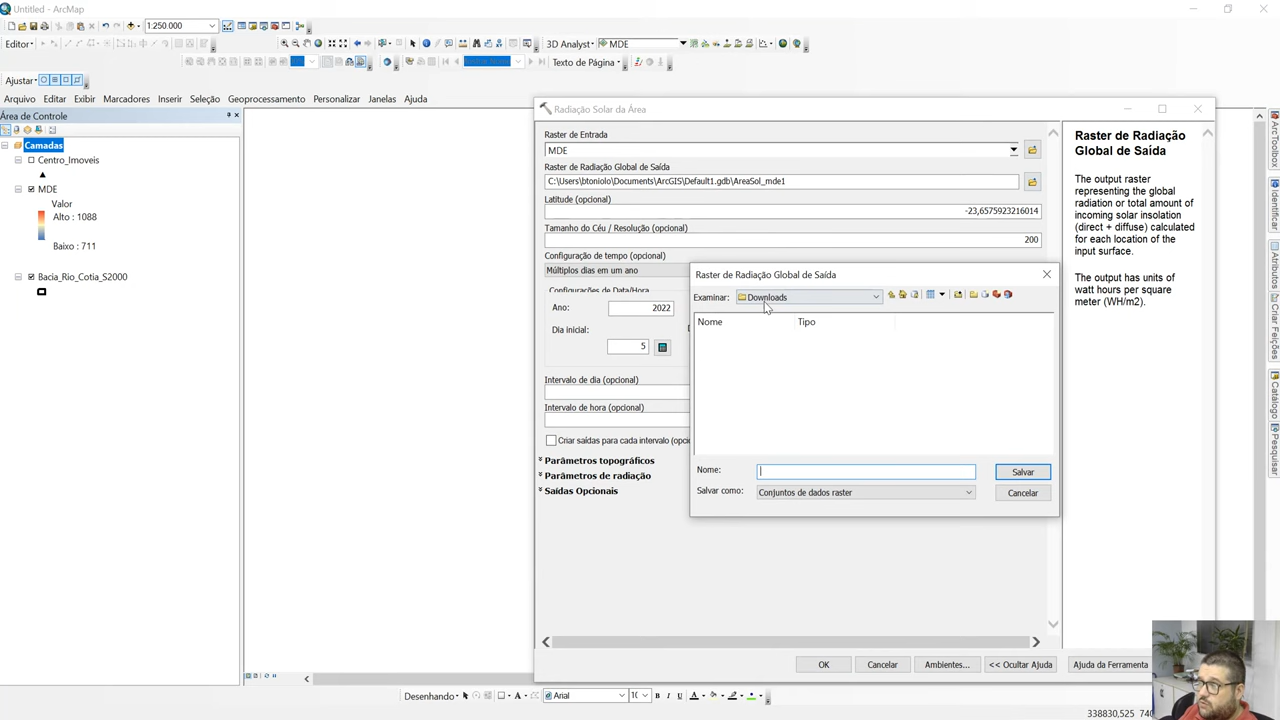 Untitled - ArcMap
1:250.000
Editor
3D Analyst
MDE
Texto de Página
Ajustar
Arquivo Editar Exibir Marcadores Inserir Seleção Geoprocessamento Personalizar Janelas Ajuda
Área de Controle
Camadas
Centro_Imoveis
MDE
Valor
Alto : 1088
Baixo : 711
Bacia_Rio_Cotia_S2000
Radiação Solar da Área
Raster de Entrada
MDE
Raster de Radiação Global de Saída
C:\Users\btoniolo\Documents\ArcGIS\Default1.gdb\AreaSol_mde1
Latitude (opcional)
-23,6575923216014
Tamanho do Céu / Resolução (opcional)
200
Configuração de tempo (opcional)
Múltiplos dias em um ano
Configurações de Data/Hora
Ano: 2022
Dia inicial:
5
Intervalo de dia (opcional)
Intervalo de hora (opcional)
Criar saídas para cada intervalo (opci
Parâmetros topográficos
Parâmetros de radiação
Saídas Opcionais
Raster de Radiação Global de Saída
Examinar: Downloads
Nome Tipo
Nome:
Salvar
Salvar como: Conjuntos de dados raster
Cancelar
OK Cancelar Ambientes... << Ocultar Ajuda Ajuda da Ferramenta
Raster de Radiação
Global de Saída
The output raster
representing the global
radiation or total amount of
incoming solar insolation
(direct + diffuse) calculated
for each location of the
input surface.
The output has units of
watt hours per square
meter (WH/m2).
ArcToolbox
Identificar
Atributos
Criar Feições
Catálogo
Pesquisar
Desenhando
Arial
10
338830,525